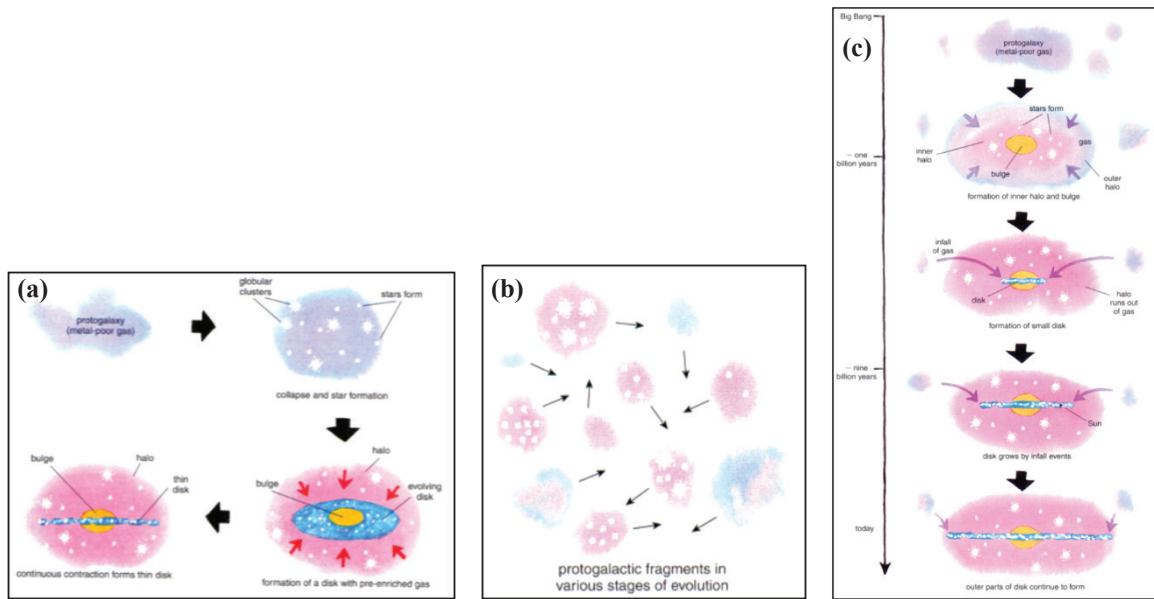 (a)
protogalaxy
(metal-poor gas)
globular
clusters
stars form
collapse and star formation
bulge
halo
thin
disk
continuous contraction forms thin disk
halo
bulge
evolving
disk
formation of a disk with pre-enriched gas
(b)
protogalactic fragments in
various stages of evolution
(c)
Big Bang
protogalaxy
(metal-poor gas)
stars form
inner
halo
gas
bulge
outer
halo
~ one
billion years
formation of inner halo and bulge
infall
of gas
disk
halo
runs out
of gas
formation of small disk
~ nine
billion years
Sun
disk grows by infall events
today
outer parts of disk continue to form